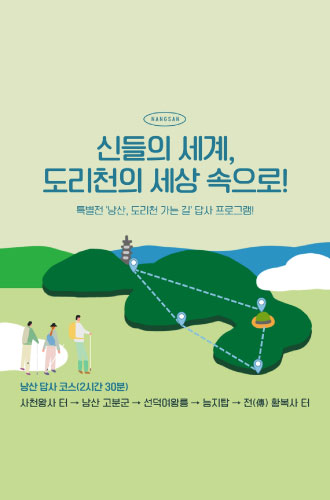 NANGSAN
신들의 세계,
도리천의 세상 속으로!
특별전 '낭산, 도리천 가는 길' 답사 프로그램!
낭산 답사 코스(2시간 30분)
사천왕사 터 → 낭산 고분군 → 선덕여왕릉 → 능지탑 → 전(傳) 황복사 터